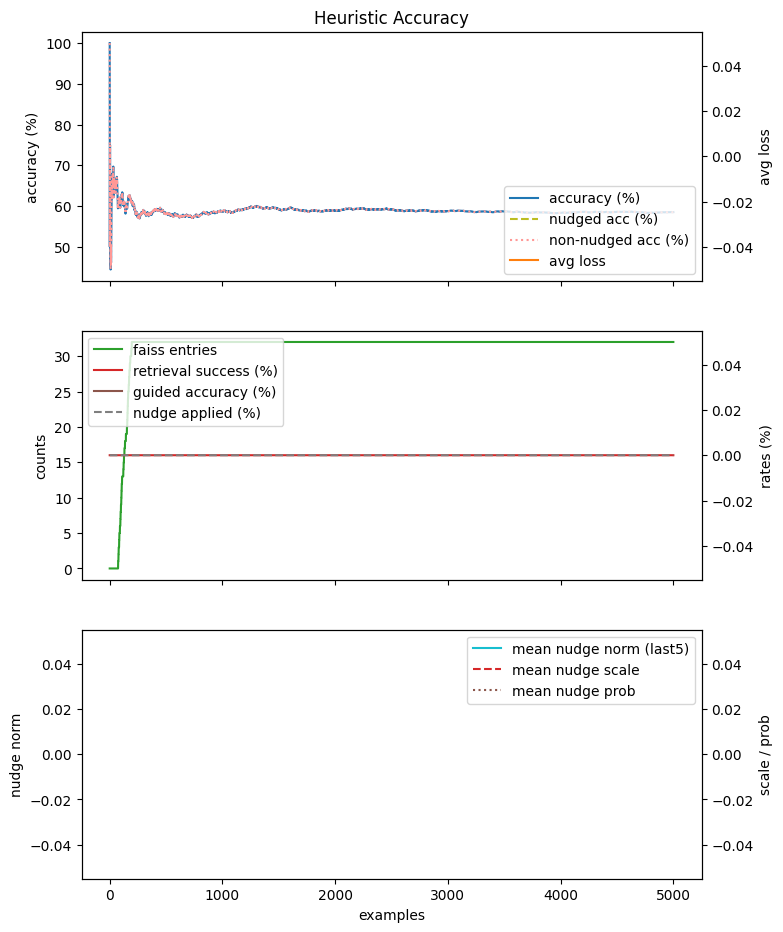 Heuristic Accuracy
accuracy (%)
100
90
80
70
60
50
0.04
0.02
0.00
−0.02
−0.04
avg loss
accuracy (%)
nudged acc (%)
non-nudged acc (%)
avg loss
counts
30
25
20
15
10
5
0
faiss entries
retrieval success (%)
guided accuracy (%)
nudge applied (%)
0.04
0.02
0.00
−0.02
−0.04
rates (%)
nudge norm
0.04
0.02
0.00
−0.02
−0.04
mean nudge norm (last5)
mean nudge scale
mean nudge prob
0.04
0.02
0.00
−0.02
−0.04
scale / prob
0 1000 2000 3000 4000 5000
examples